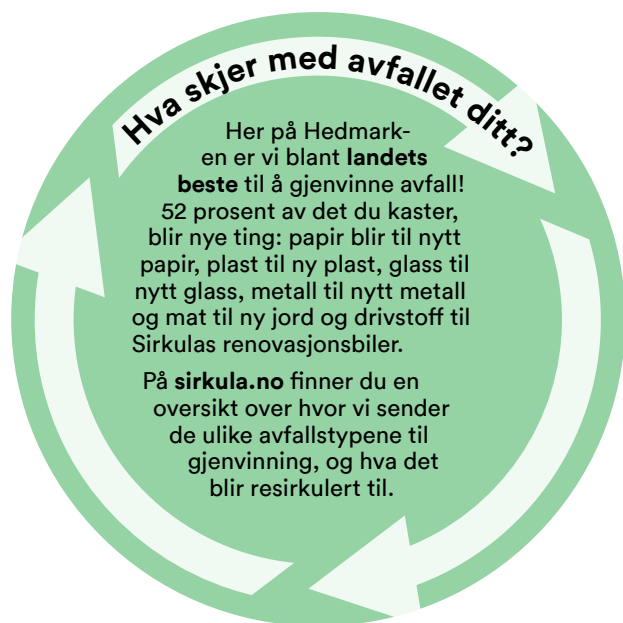 Hva skjer med avfallet ditt?
Her på Hedmark-
en er vi blant landets
beste til å gjenvinne avfall!
52 prosent av det du kaster,
blir nye ting: papir blir til nytt
papir, plast til ny plast, glass til
nytt glass, metall til nytt metall
og mat til ny jord og drivstoff til
Sirkulas renovasjonsbiler.
På sirkula.no finner du en
oversikt over hvor vi sender
de ulike avfallstypene til
gjenvinning, og hva det
blir resirkulert til.